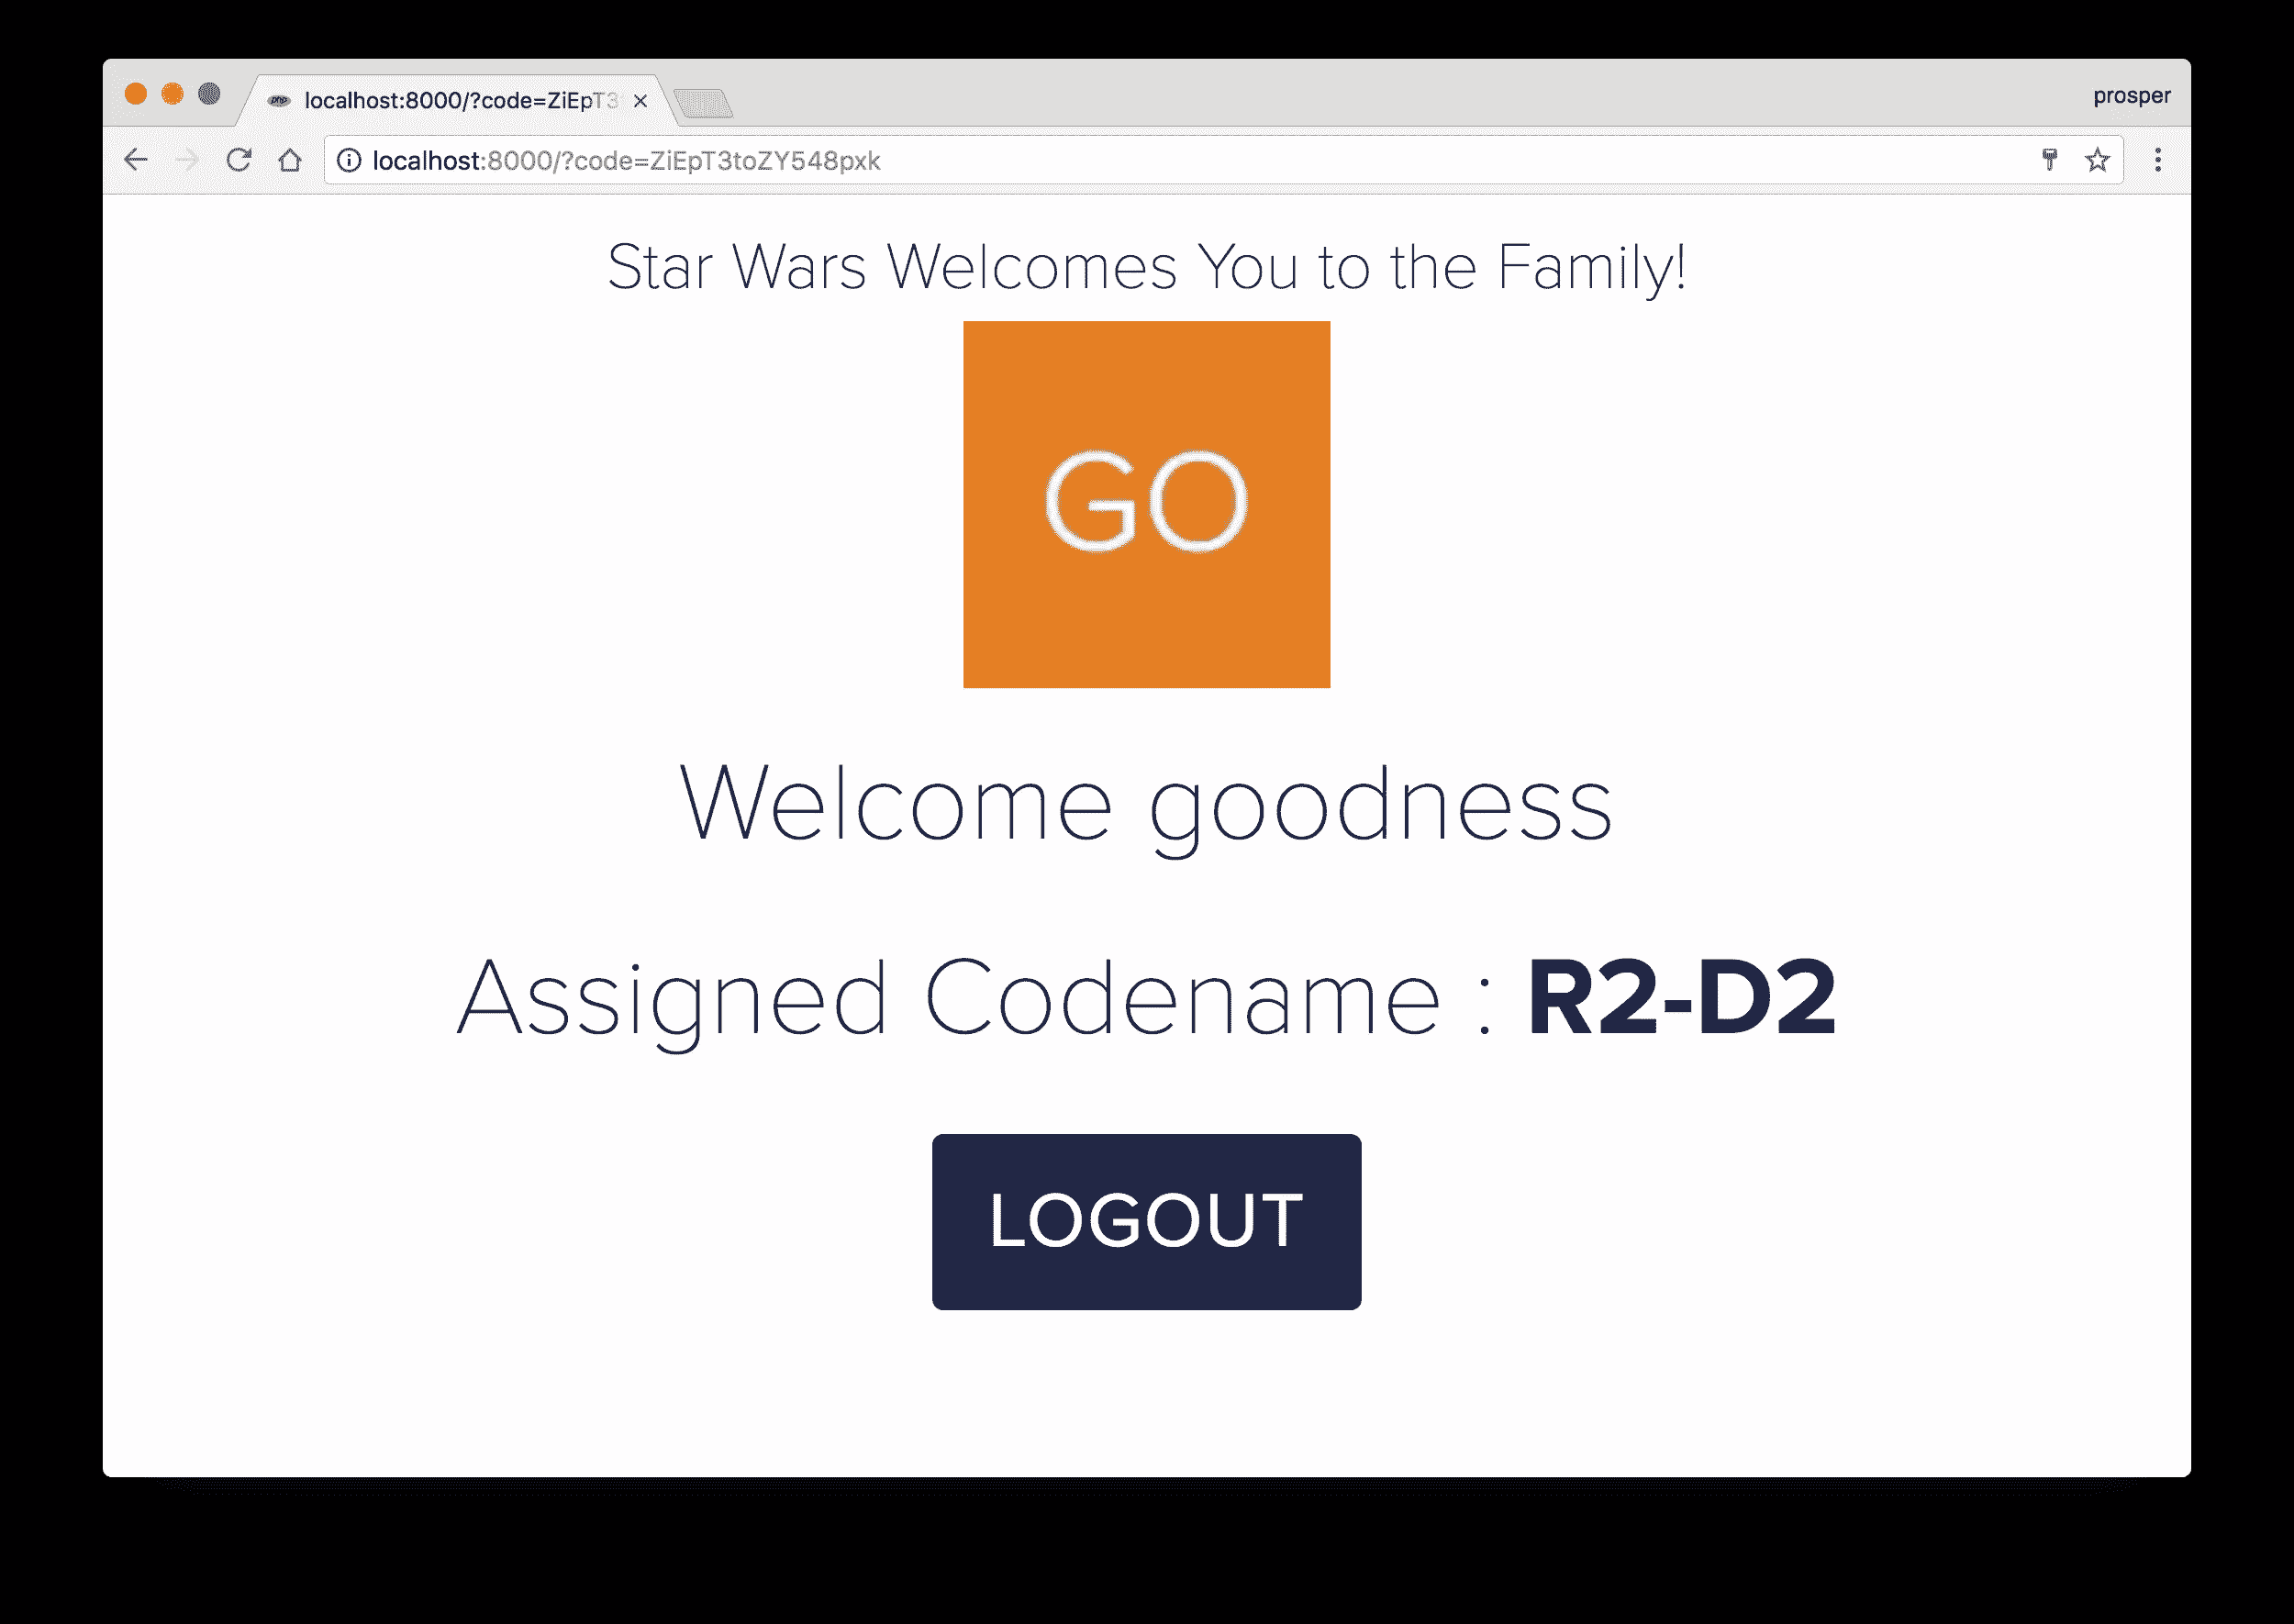 localhost:8000/?code=ZiEpT3
prosper
localhost:8000/?code=ZiEpT3toZY548pxk
Star Wars Welcomes You to the Family!
GO
Welcome goodness
Assigned Codename : R2-D2
LOGOUT